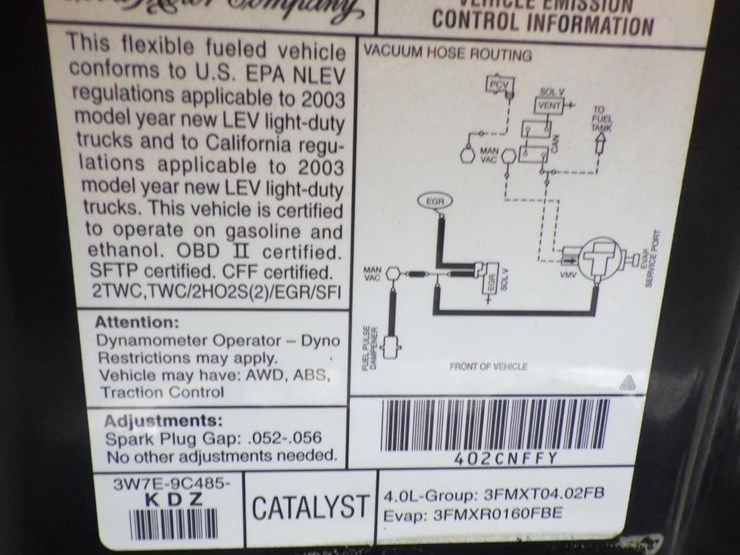 Company
VEHICLE EMISSION
CONTROL INFORMATION
This flexible fueled vehicle
conforms to U.S. EPA NLEV
regulations applicable to 2003
model year new LEV light-duty
trucks and to California regu-
lations applicable to 2003
model year new LEV light-duty
trucks. This vehicle is certified
to operate on gasoline and
ethanol. OBD II certified.
SFTP certified. CFF certified.
2TWC,TWC/2HO2S(2)/EGR/SFI
Attention:
Dynamometer Operator – Dyno
Restrictions may apply.
Vehicle may have: AWD, ABS,
Traction Control
Adjustments:
Spark Plug Gap: .052-.056
No other adjustments needed.
3W7E-9C485-
KDZ
CATALYST
VACUUM HOSE ROUTING
PCV
SOL V
VENT
TO
FUEL
TANK
CAN
MAN
VAC
EGR
MAN
VAC
EGR
SOL V
VMV
EVAP
SERVICE PORT
FUEL PULSE
DAMPENER
FRONT OF VEHICLE
402CNFFY
4.0L-Group: 3FMXT04.02FB
Evap: 3FMXR0160FBE